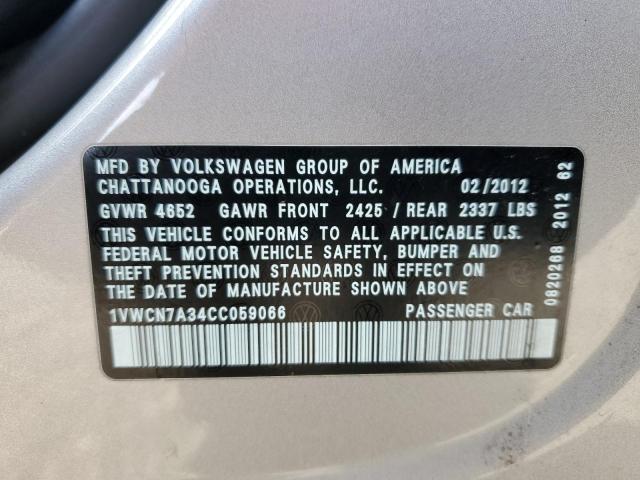 MFD BY VOLKSWAGEN GROUP OF AMERICA
CHATTANOOGA OPERATIONS, LLC. 02/2012
GVWR 4652 GAWR FRONT 2425 / REAR 2337 LBS
THIS VEHICLE CONFORMS TO ALL APPLICABLE U.S.
FEDERAL MOTOR VEHICLE SAFETY, BUMPER AND
THEFT PREVENTION STANDARDS IN EFFECT ON
THE DATE OF MANUFACTURE SHOWN ABOVE
1VWCN7A34CC059066 PASSENGER CAR
0820268 2012 62